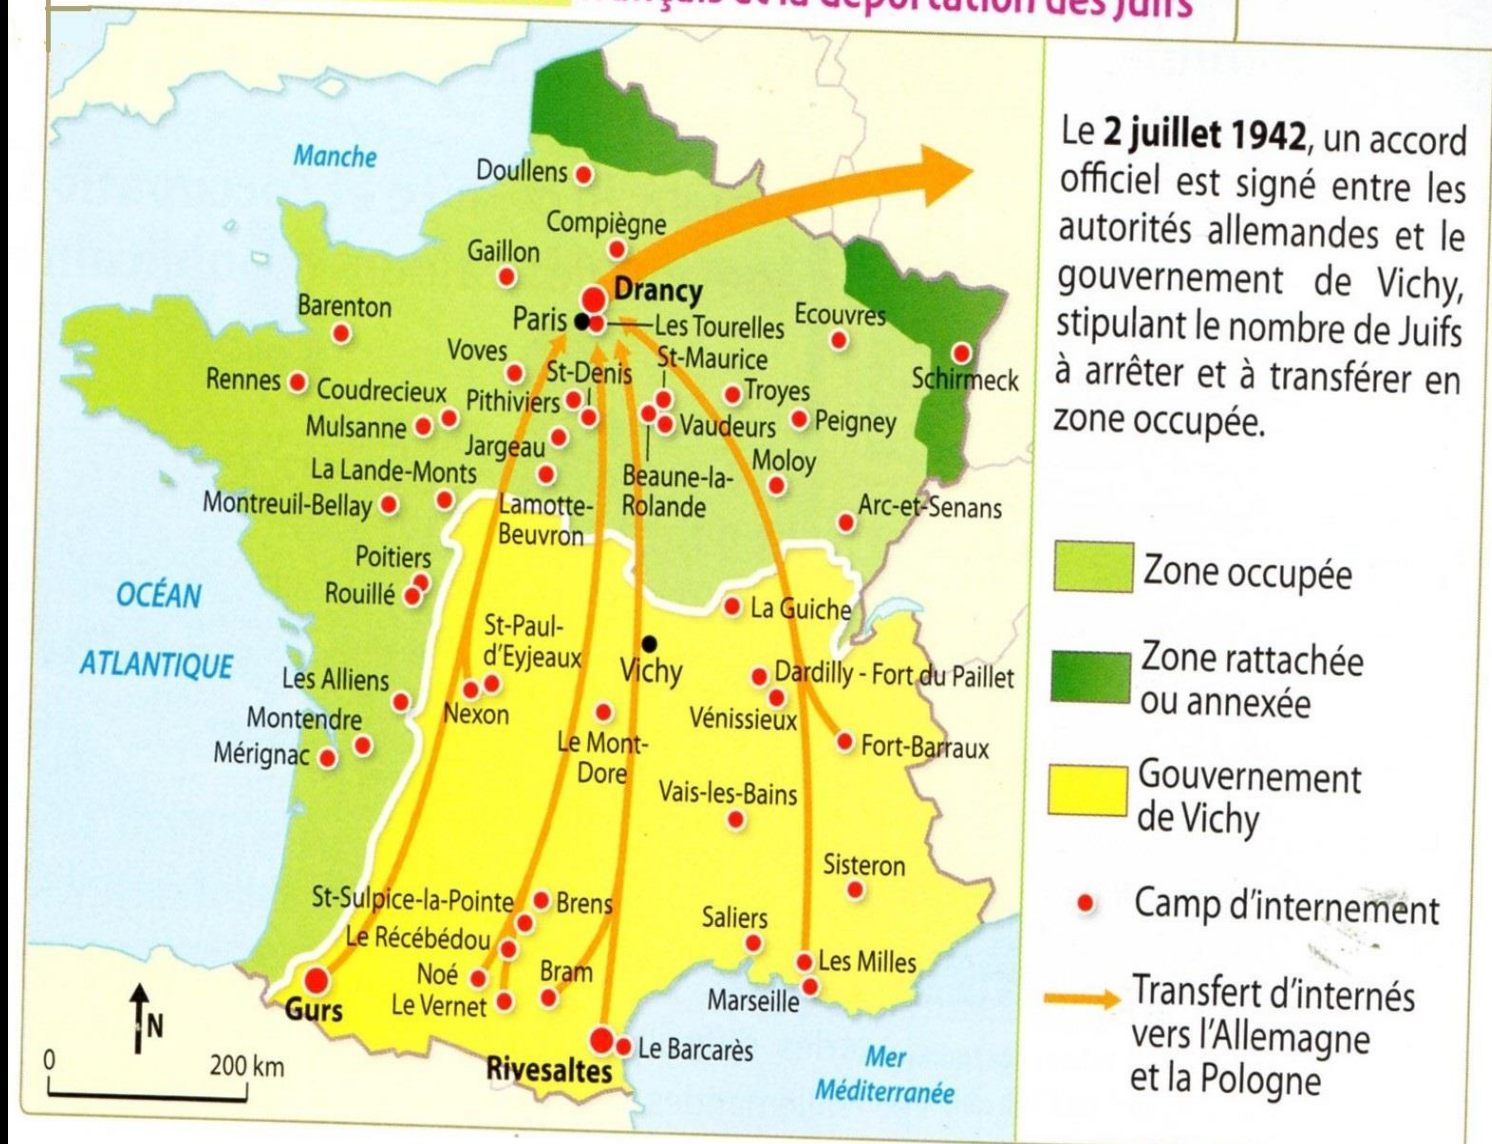 et la déportation des Juifs
Manche
Doullens
Compiègne
Gaillon
Drancy
Barenton
Paris
Les Tourelles
Ecouvres
Voves
St-Maurice
St-Denis
Rennes
Coudrecieux
Pithiviers
Troyes
Schirmeck
Mulsanne
Vaudeurs
Peigney
Jargeau
La Lande-Monts
Beaune-la-
Rolande
Moloy
Montreuil-Bellay
Lamotte-
Beuvron
Arc-et-Senans
Poitiers
Rouillé
OCÉAN
ATLANTIQUE
La Guiche
St-Paul-
d'Eyjeaux
Vichy
Les Alliens
Dardilly - Fort du Paillet
Nexon
Montendre
Vénissieux
Mérignac
Le Mont-
Dore
Fort-Barraux
Vais-les-Bains
Sisteron
St-Sulpice-la-Pointe
Brens
Saliers
Le Récébédou
Noé
Bram
Les Milles
Le Vernet
Marseille
Gurs
Rivesaltes
Le Barcarès
Mer
Méditerranée
N
0
200 km
Le 2 juillet 1942, un accord
officiel est signé entre les
autorités allemandes et le
gouvernement de Vichy,
stipulant le nombre de Juifs
à arrêter et à transférer en
zone occupée.
Zone occupée
Zone rattachée
ou annexée
Gouvernement
de Vichy
Camp d'internement
Transfert d'internés
vers l'Allemagne
et la Pologne